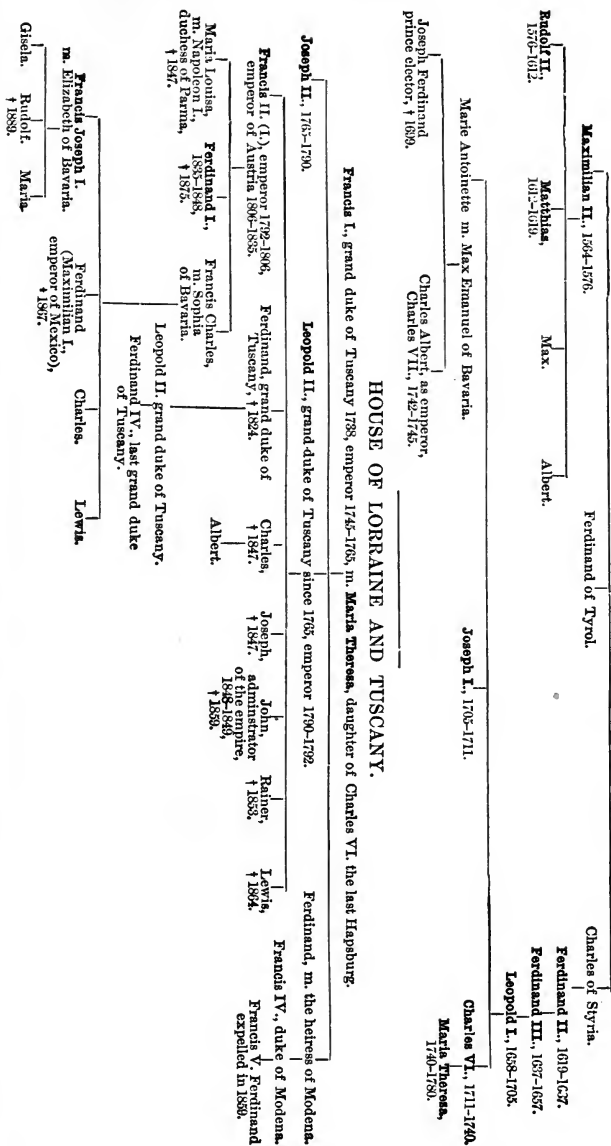 Maximilian II., 1564-1576.
Ferdinand of Tyrol.
Charles of Styria.
Rudolf II.,
1576-1612.
Matthias,
1612-1619.
Max.
Albert.
Ferdinand II., 1619-1637.
Ferdinand III., 1637-1657.
Leopold I., 1658-1705.
Marie Antoinette m. Max Emanuel of Bavaria.
Joseph I., 1705-1711.
Charles VI., 1711-1740.
Maria Theresa,
1740-1780.
Joseph Ferdinand
prince elector, † 1699.
Charles Albert, as emperor,
Charles VII., 1742-1745.
HOUSE OF LORRAINE AND TUSCANY.
Francis I., grand duke of Tuscany 1738, emperor 1745-1765, m. Maria Theresa, daughter of Charles VI. the last Hapsburg.
Joseph II., 1765-1790.
Leopold II., grand-duke of Tuscany since 1765, emperor 1790-1792.
Ferdinand, m. the heiress of Modena.
Francis IV., duke of Modena.
Francis V. Ferdinand
expelled in 1859.
Francis II. (I.), emperor 1792-1806,
emperor of Austria 1806-1835.
Ferdinand, grand duke of
Tuscany, † 1824.
Charles,
† 1847.
Joseph,
† 1847.
John,
adminstrator
of the empire,
1848-1849,
† 1859.
Rainer,
† 1853.
Lewis,
† 1864.
Maria Louisa,
m. Napoleon I.,
duchess of Parma,
† 1847.
Ferdinand I.,
1835-1848,
† 1875.
Francis Charles,
m. Sophia
of Bavaria.
Leopold II. grand duke of Tuscany.
Ferdinand IV., last grand duke
of Tuscany.
Albert.
Francis Joseph I.
m. Elizabeth of Bavaria.
Ferdinand
(Maximilian I.,
emperor of Mexico),
† 1867.
Charles.
Lewis.
Gisela.
Rudolf.
† 1889.
Maria.